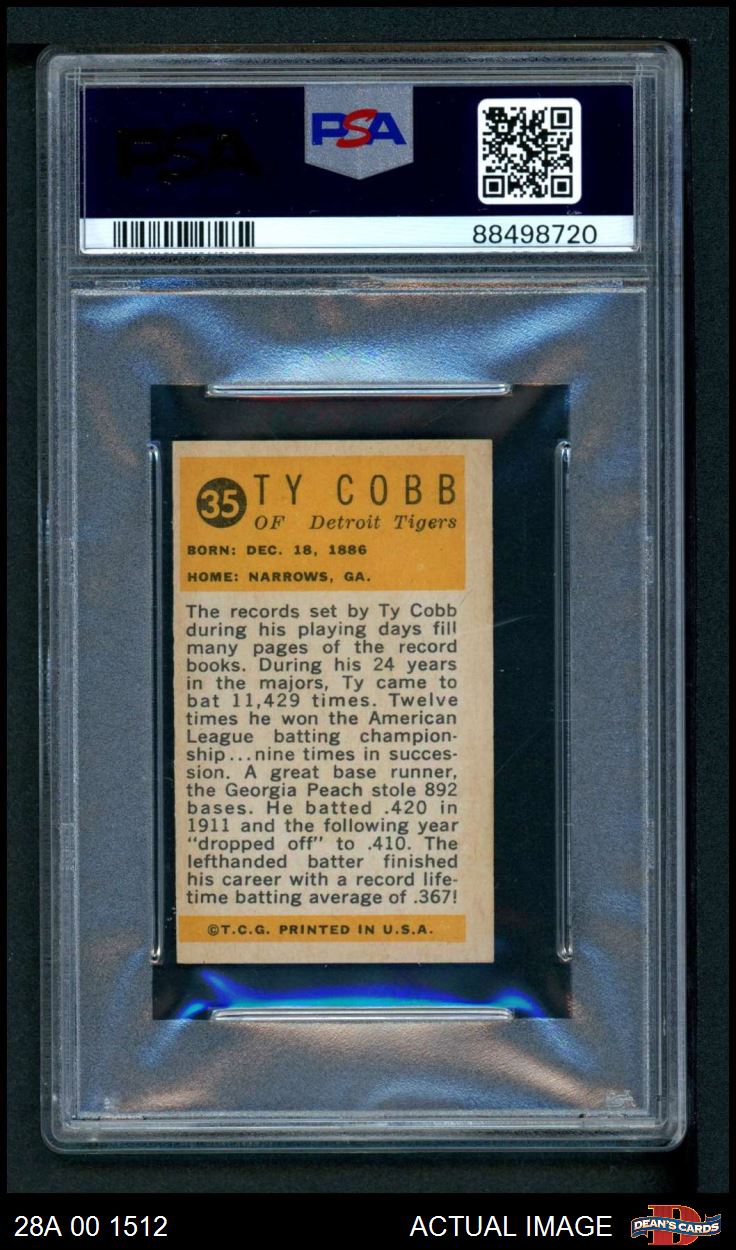 PSA
PSA
88498720
35 TY COBB
OF Detroit Tigers
BORN: DEC. 18, 1886
HOME: NARROWS, GA.
The records set by Ty Cobb
during his playing days fill
many pages of the record
books. During his 24 years
in the majors, Ty came to
bat 11,429 times. Twelve
times he won the American
League batting champion-
ship...nine times in succes-
sion. A great base runner,
the Georgia Peach stole 892
bases. He batted .420 in
1911 and the following year
"dropped off" to .410. The
lefthanded batter finished
his career with a record life-
time batting average of .367!
©T.C.G. PRINTED IN U.S.A.
28A 00 1512
ACTUAL IMAGE
DEAN'S CARDS